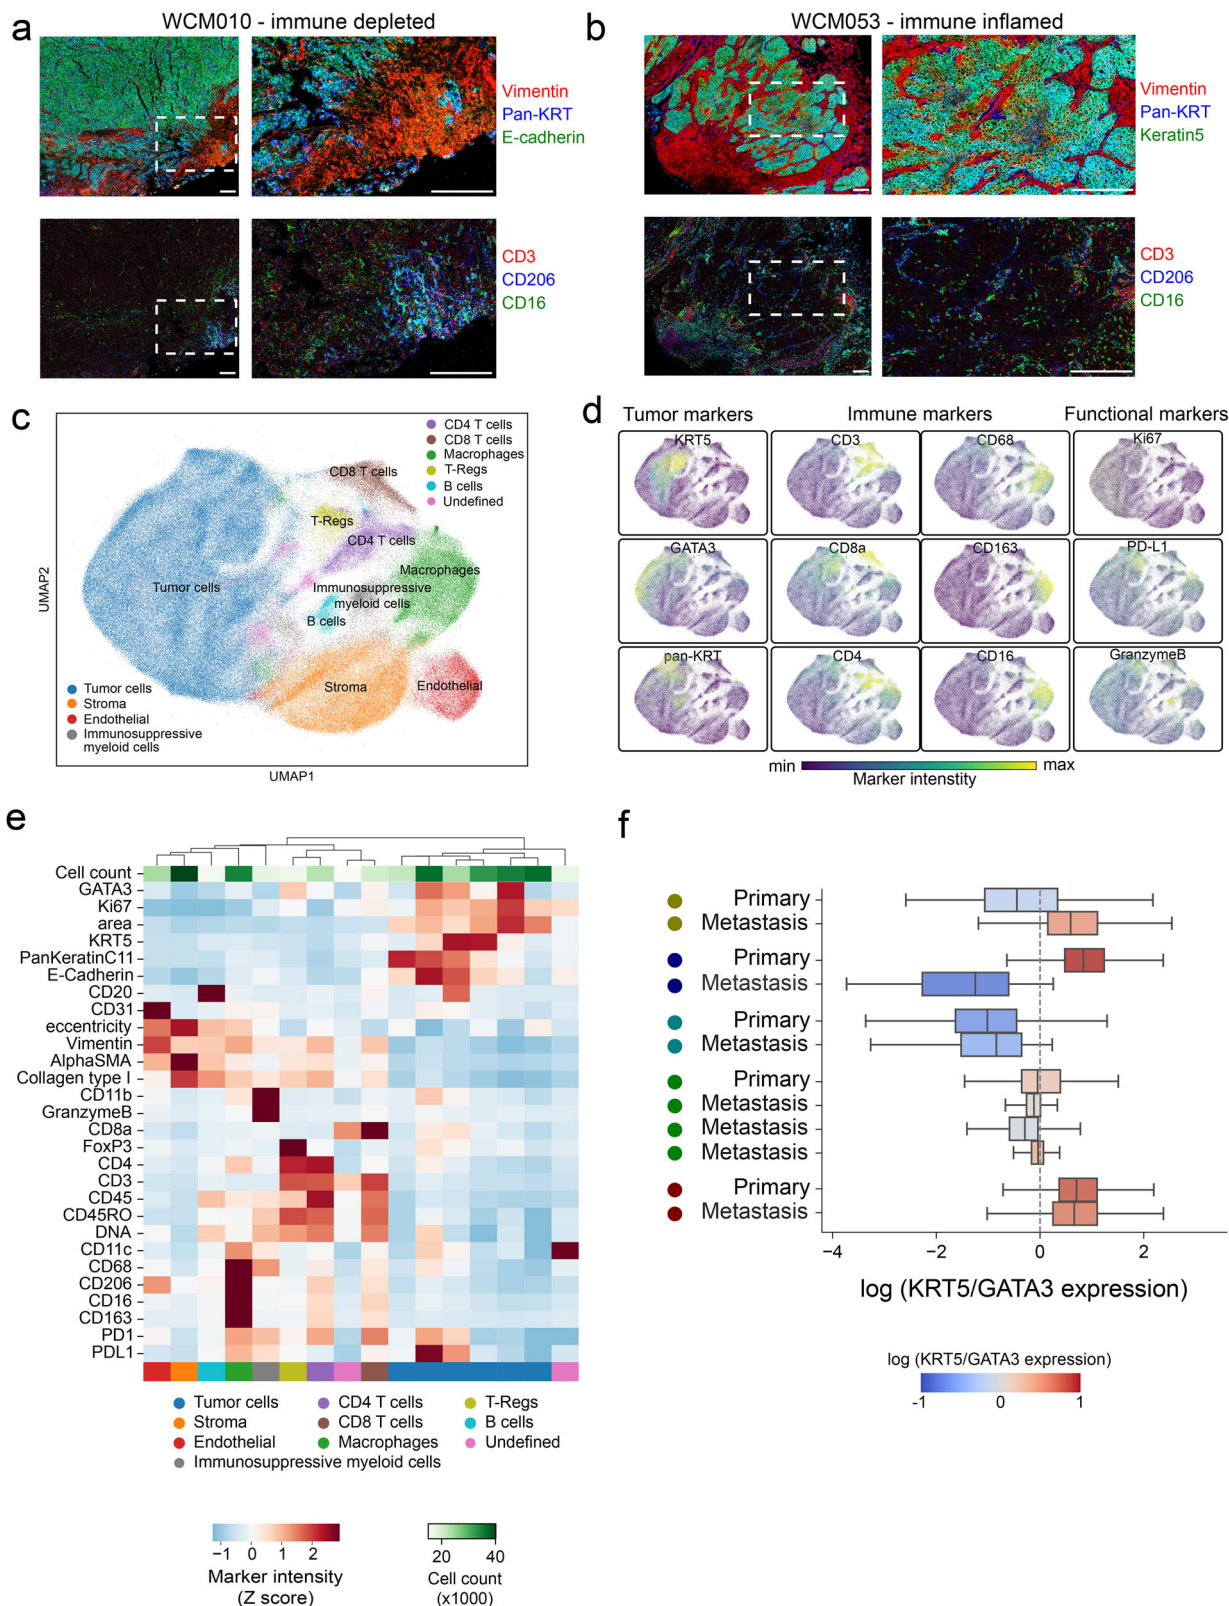 a
WCM010 - immune depleted
Vimentin
Pan-KRT
E-cadherin
CD3
CD206
CD16
b
WCM053 - immune inflamed
Vimentin
Pan-KRT
Keratin5
CD3
CD206
CD16
c
CD4 T cells
CD8 T cells
Macrophages
T-Regs
B cells
Undefined
CD8 T cells
T-Regs
CD4 T cells
Macrophages
Tumor cells
Immunosuppressive
myeloid cells
B cells
Stroma
Endothelial
Tumor cells
Stroma
Endothelial
Immunosuppressive
myeloid cells
UMAP2
UMAP1
d
Tumor markers
Immune markers
Functional markers
KRT5
CD3
CD68
Ki67
GATA3
CD8a
CD163
PD-L1
pan-KRT
CD4
CD16
GranzymeB
min
max
Marker intenstity
e
Cell count
GATA3
Ki67
area
KRT5
PanKeratinC11
E-Cadherin
CD20
CD31
eccentricity
Vimentin
AlphaSMA
Collagen type I
CD11b
GranzymeB
CD8a
FoxP3
CD4
CD3
CD45
CD45RO
DNA
CD11c
CD68
CD206
CD16
CD163
PD1
PDL1
Tumor cells
CD4 T cells
T-Regs
Stroma
CD8 T cells
B cells
Endothelial
Macrophages
Undefined
Immunosuppressive myeloid cells
−1 0 1 2
Marker intensity
(Z score)
20 40
Cell count
(x1000)
f
Primary
Metastasis
Primary
Metastasis
Primary
Metastasis
Primary
Metastasis
Metastasis
Metastasis
Primary
Metastasis
−4 −2 0 2
log (KRT5/GATA3 expression)
log (KRT5/GATA3 expression)
-1 0 1